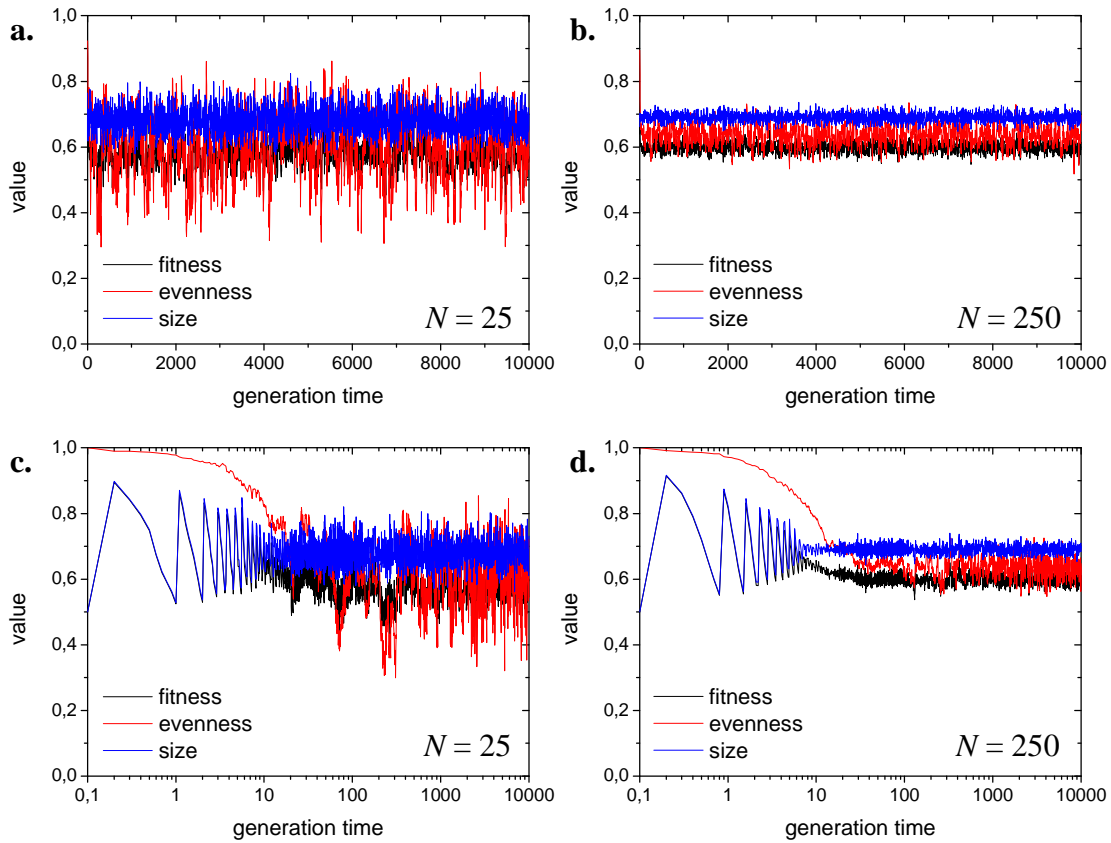 a.
1,0
0,8
0,6
0,4
0,2
0,0
value
fitness
evenness
size
N = 25
0 2000 4000 6000 8000 10000
generation time
b.
1,0
0,8
0,6
0,4
0,2
0,0
value
fitness
evenness
size
N = 250
0 2000 4000 6000 8000 10000
generation time
c.
1,0
0,8
0,6
0,4
0,2
0,0
value
fitness
evenness
size
N = 25
0,1 1 10 100 1000 10000
generation time
d.
1,0
0,8
0,6
0,4
0,2
0,0
value
fitness
evenness
size
N = 250
0,1 1 10 100 1000 10000
generation time